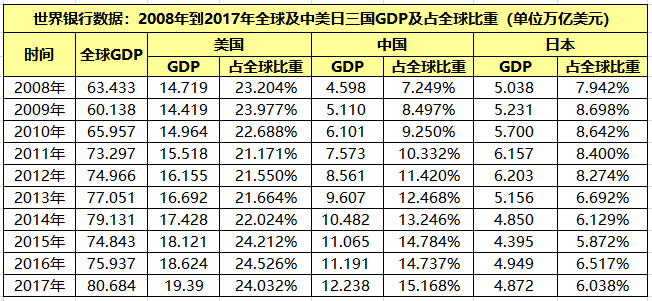 世界银行数据：2008年到2017年全球及中美日三国GDP及占全球比重（单位万亿美元）
时间 全球GDP 美国 中国 日本
GDP 占全球比重 GDP 占全球比重 GDP 占全球比重
2008年 63.433 14.719 23.204% 4.598 7.249% 5.038 7.942%
2009年 60.138 14.419 23.977% 5.110 8.497% 5.231 8.698%
2010年 65.957 14.964 22.688% 6.101 9.250% 5.700 8.642%
2011年 73.297 15.518 21.171% 7.573 10.332% 6.157 8.400%
2012年 74.966 16.155 21.550% 8.561 11.420% 6.203 8.274%
2013年 77.051 16.692 21.664% 9.607 12.468% 5.156 6.692%
2014年 79.131 17.428 22.024% 10.482 13.246% 4.850 6.129%
2015年 74.843 18.121 24.212% 11.065 14.784% 4.395 5.872%
2016年 75.937 18.624 24.526% 11.191 14.737% 4.949 6.517%
2017年 80.684 19.39 24.032% 12.238 15.168% 4.872 6.038%